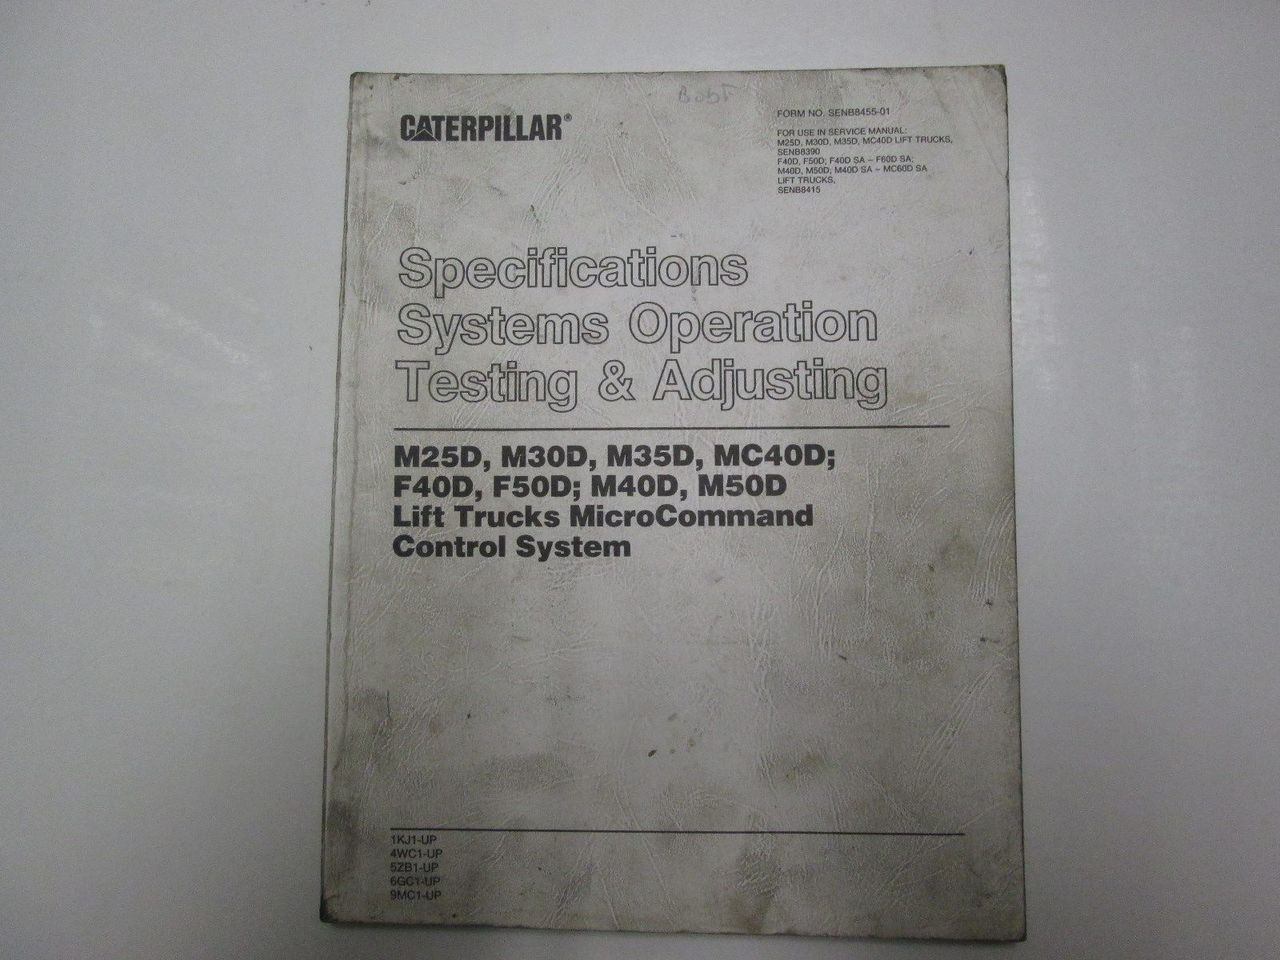 CATERPILLAR®
FORM NO. SENB8455-01
FOR USE IN SERVICE MANUAL:
M25D, M30D, M35D, MC40D LIFT TRUCKS,
SENB8390
F40D, F50D; F40D SA – F60D SA;
M40D, M50D; M40D SA – MC60D SA
LIFT TRUCKS,
SENB8415
Specifications
Systems Operation
Testing & Adjusting
M25D, M30D, M35D, MC40D;
F40D, F50D; M40D, M50D
Lift Trucks MicroCommand
Control System
1KJ1-UP
4WC1-UP
5ZB1-UP
6GC1-UP
9MC1-UP